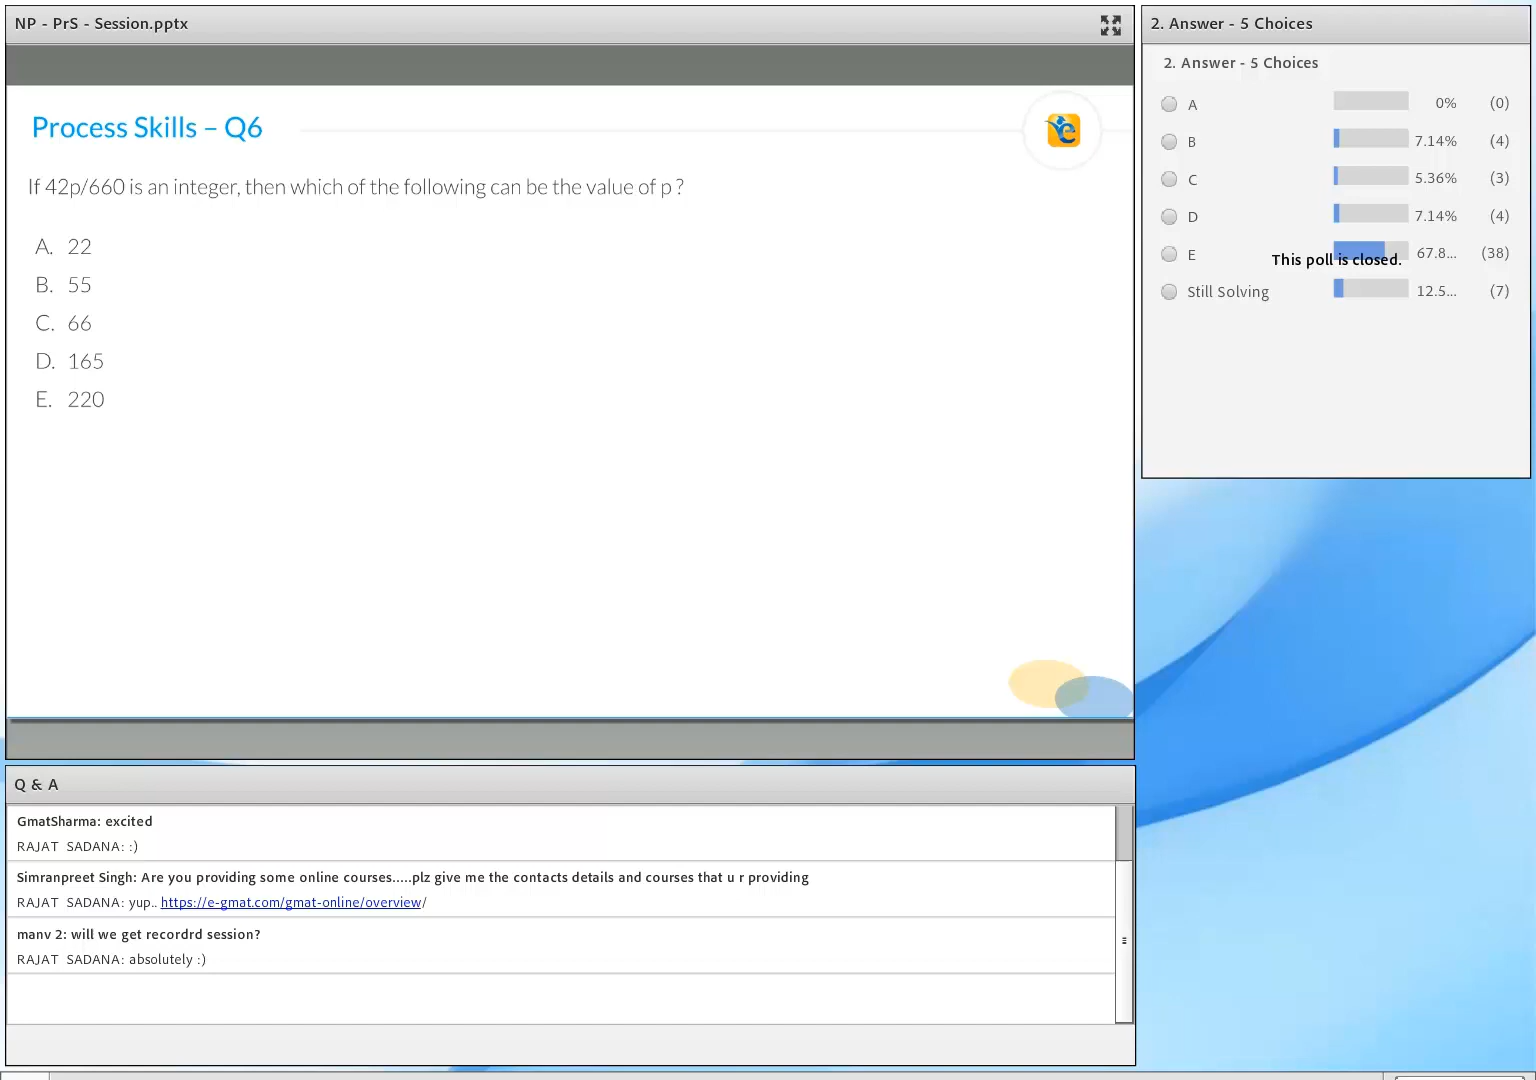 NP - PrS - Session.pptx
Process Skills – Q6
If 42p/660 is an integer, then which of the following can be the value of p ?
A. 22
B. 55
C. 66
D. 165
E. 220
2. Answer - 5 Choices
2. Answer - 5 Choices
A 0% (0)
B 7.14% (4)
C 5.36% (3)
D 7.14% (4)
E 67.8... (38)
This poll is closed.
Still Solving 12.5... (7)
Q & A
GmatSharma: excited
RAJAT SADANA: :)
Simranpreet Singh: Are you providing some online courses.....plz give me the contacts details and courses that u r providing
RAJAT SADANA: yup.. https://e-gmat.com/gmat-online/overview/
manv 2: will we get recordrd session?
RAJAT SADANA: absolutely :)